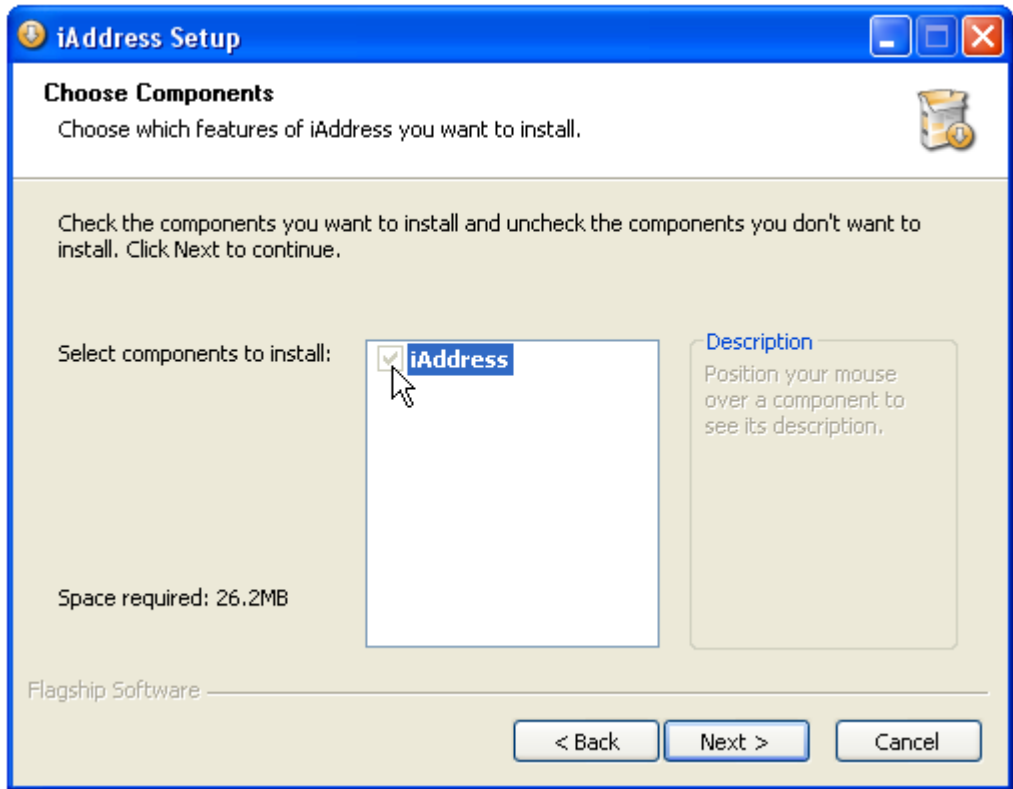 iAddress Setup
Choose Components
Choose which features of iAddress you want to install.
Check the components you want to install and uncheck the components you don't want to
install. Click Next to continue.
Select components to install:
iAddress
Description
Position your mouse
over a component to
see its description.
Space required: 26.2MB
Flagship Software
< Back
Next >
Cancel